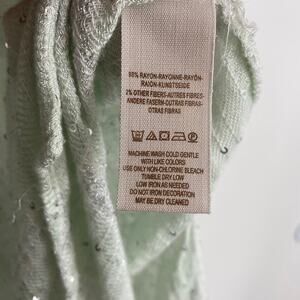 98% RAYON-RAYONNE-RAYÓN-
RAION-KUNSTSEIDE
2% OTHER FIBERS-AUTRES FIBRES-
ANDERE FASERN-OUTRAS FIBRAS-
OTRAS FIBRAS
MACHINE WASH COLD GENTLE
WITH LIKE COLORS
USE ONLY NON-CHLORINE BLEACH
TUMBLE DRY LOW
LOW IRON AS NEEDED
DO NOT IRON DECORATION
MAY BE DRY CLEANED